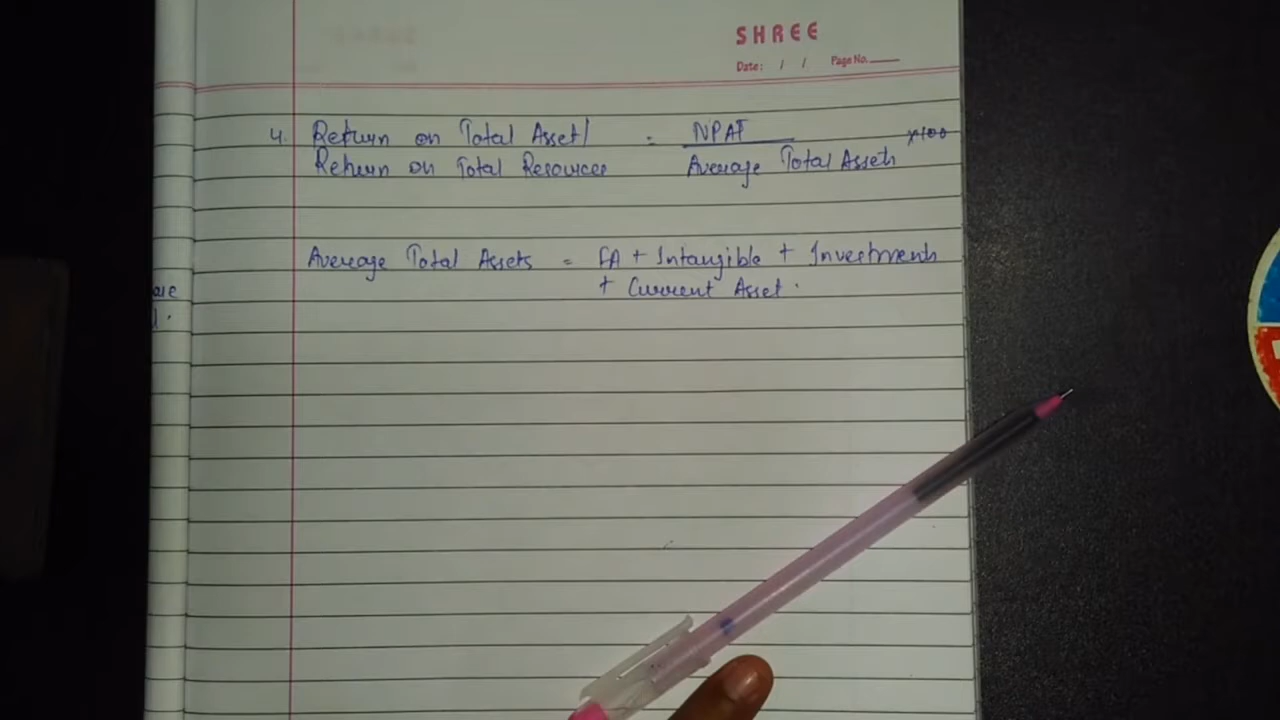 SHREE
Date: / / Page No.
4. Return on Total Asset/ = NPAT ×100
Return on Total Resources Average Total Assets
Average Total Assets = FA + Intangible + Investments
+ Current Asset.